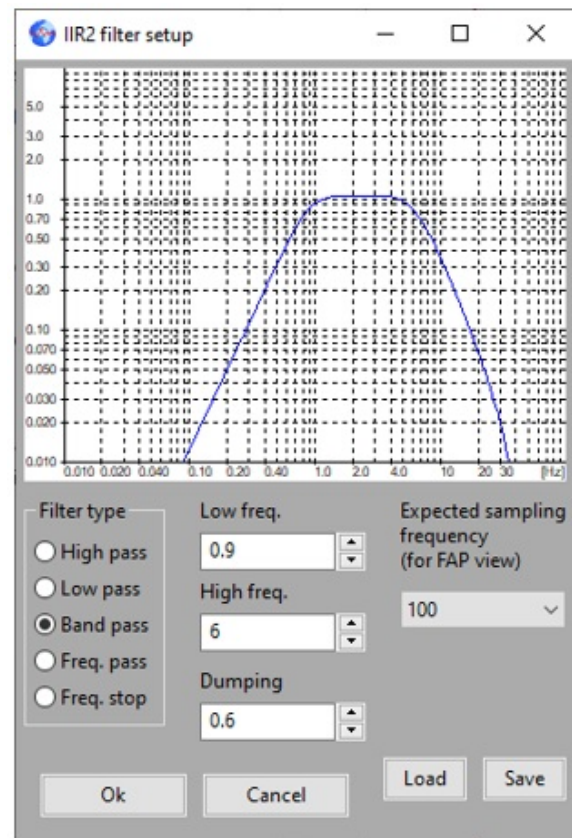 IIR2 filter setup
5.0
3.0
2.0
1.0
0.70
0.50
0.30
0.20
0.10
0.070
0.050
0.030
0.020
0.010
0.010 0.020 0.040 0.10 0.20 0.40 1.0 2.0 4.0 10 20 30 [Hz]
Filter type
High pass
Low pass
Band pass
Freq. pass
Freq. stop
Low freq.
0.9
High freq.
6
Dumping
0.6
Expected sampling
frequency
(for FAP view)
100
Ok
Cancel
Load
Save